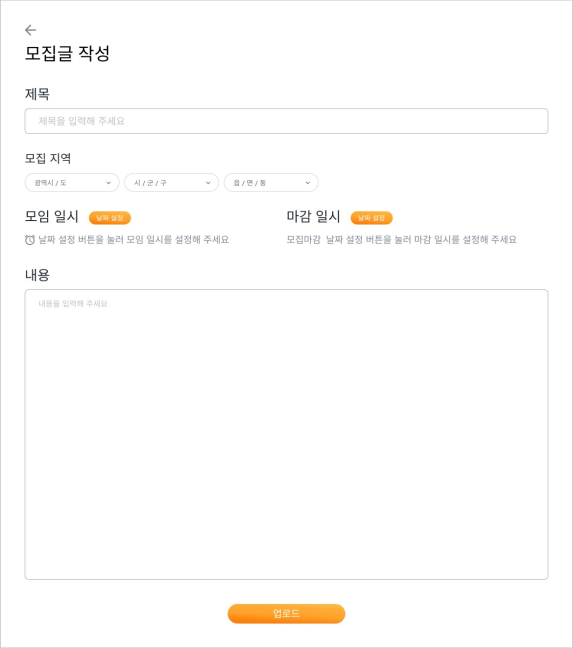 모집글 작성
제목
제목을 입력해 주세요
모집 지역
광역시 / 도 시 / 군 / 구 읍 / 면 / 동
모임 일시 날짜 설정 마감 일시 날짜 설정
날짜 설정 버튼을 눌러 모임 일시를 설정해 주세요 모집마감 날짜 설정 버튼을 눌러 마감 일시를 설정해 주세요
내용
내용을 입력해 주세요
업로드